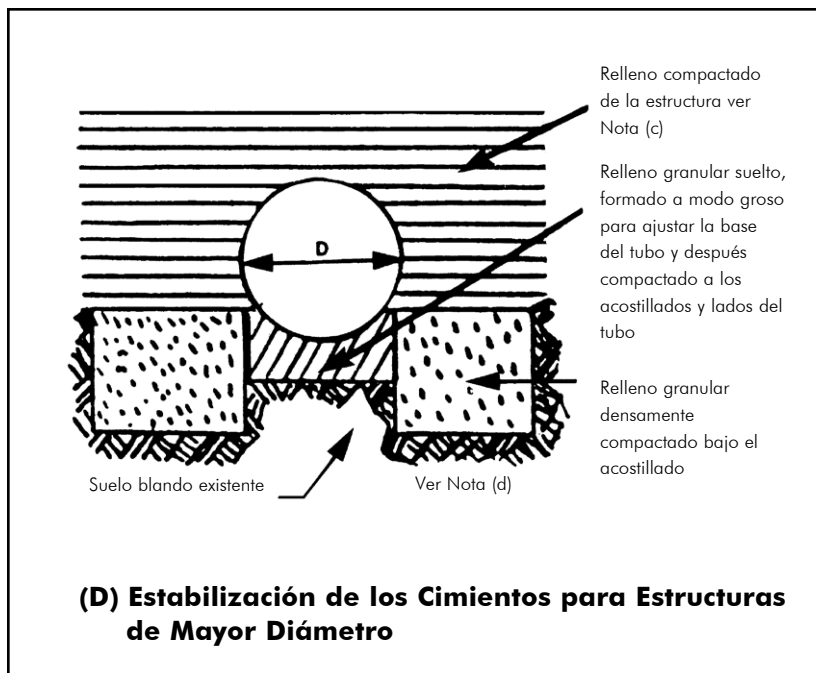 Relleno compactado
de la estructura ver
Nota (c)
Relleno granular suelto,
formado a modo groso
para ajustar la base
del tubo y después
compactado a los
acostillados y lados del
tubo
D
Relleno granular
densamente
compactado bajo el
acostillado
Suelo blando existente
Ver Nota (d)
(D) Estabilización de los Cimientos para Estructuras
de Mayor Diámetro